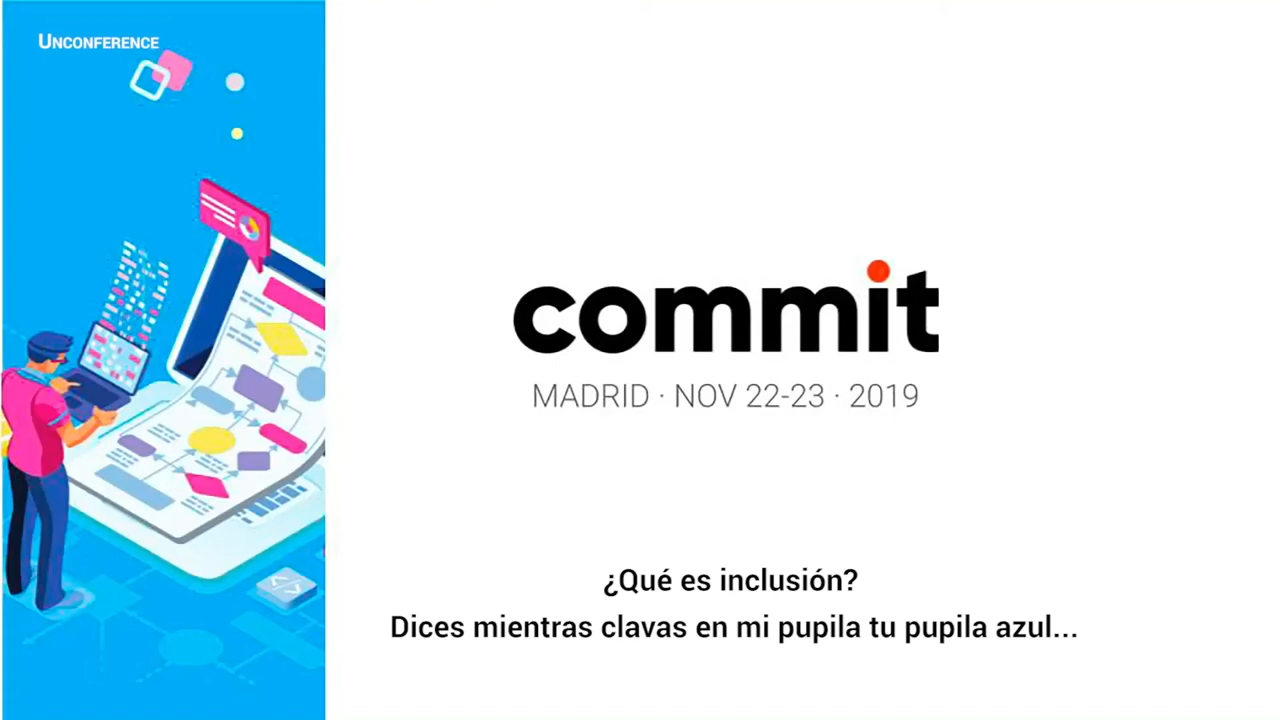 UNCONFERENCE
commit
MADRID · NOV 22-23 · 2019
¿Qué es inclusión?
Dices mientras clavas en mi pupila tu pupila azul...